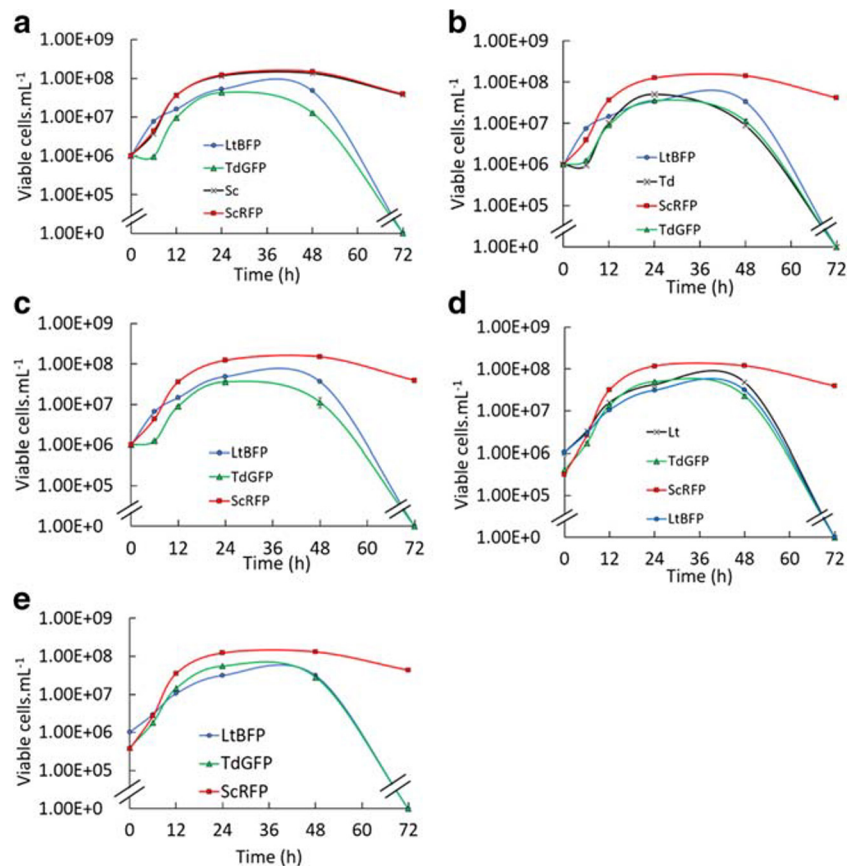 a
1.00E+09
1.00E+08
1.00E+07
1.00E+06
1.00E+05
1.00E+0
Viable cells.mL-1
LtBFP
TdGFP
Sc
ScRFP
0 12 24 36 48 60 72
Time (h)
b
1.00E+09
1.00E+08
1.00E+07
1.00E+06
1.00E+05
1.00E+0
Viable cells.mL-1
LtBFP
Td
ScRFP
TdGFP
0 12 24 36 48 60 72
Time (h)
c
1.00E+09
1.00E+08
1.00E+07
1.00E+06
1.00E+05
1.00E+0
Viable cells.mL-1
LtBFP
TdGFP
ScRFP
0 12 24 36 48 60 72
Time (h)
d
1.00E+09
1.00E+08
1.00E+07
1.00E+06
1.00E+05
1.00E+0
Viable cells.mL-1
Lt
TdGFP
ScRFP
LtBFP
0 12 24 36 48 60 72
Time (h)
e
1.00E+09
1.00E+08
1.00E+07
1.00E+06
1.00E+05
1.00E+0
Viable cells.mL-1
LtBFP
TdGFP
ScRFP
0 12 24 36 48 60 72
Time (h)